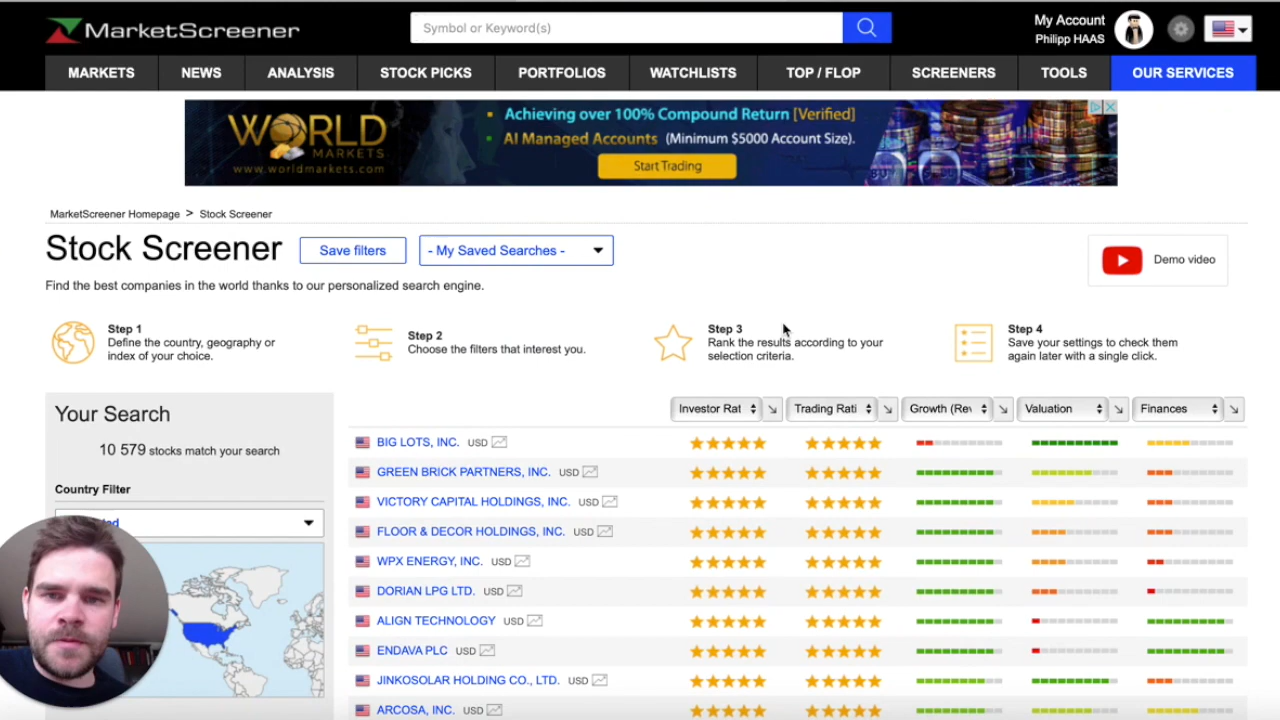 MarketScreener
Symbol or Keyword(s)
My Account
Philipp HAAS
MARKETS NEWS ANALYSIS STOCK PICKS PORTFOLIOS WATCHLISTS TOP / FLOP SCREENERS TOOLS OUR SERVICES
WORLD
MARKETS
www.worldmarkets.com
Achieving over 100% Compound Return [Verified]
AI Managed Accounts (Minimum $5000 Account Size).
Start Trading
MarketScreener Homepage > Stock Screener
Stock Screener
Save filters
- My Saved Searches -
Demo video
Find the best companies in the world thanks to our personalized search engine.
Step 1
Define the country, geography or
index of your choice.
Step 2
Choose the filters that interest you.
Step 3
Rank the results according to your
selection criteria.
Step 4
Save your settings to check them
again later with a single click.
Your Search
10 579 stocks match your search
Country Filter
Investor Rat Trading Rati Growth (Rev Valuation Finances
BIG LOTS, INC. USD
GREEN BRICK PARTNERS, INC. USD
VICTORY CAPITAL HOLDINGS, INC. USD
FLOOR & DECOR HOLDINGS, INC. USD
WPX ENERGY, INC. USD
DORIAN LPG LTD. USD
ALIGN TECHNOLOGY USD
ENDAVA PLC USD
JINKOSOLAR HOLDING CO., LTD. USD
ARCOSA, INC. USD